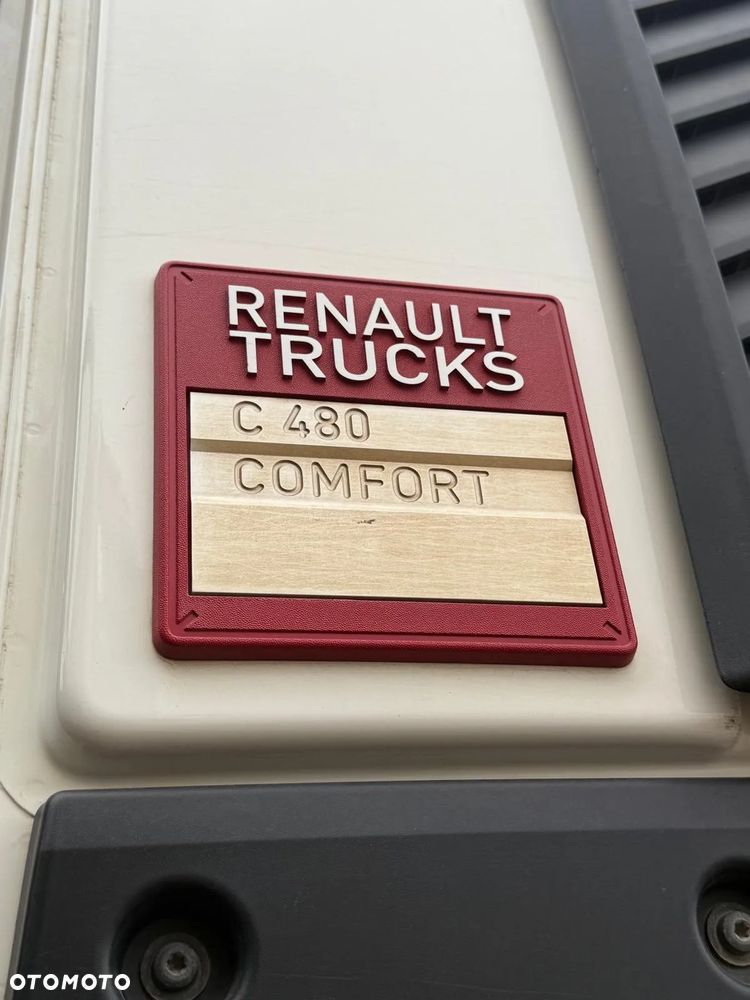 RENAULT
TRUCKS
C 480
COMFORT
OTOMOTO